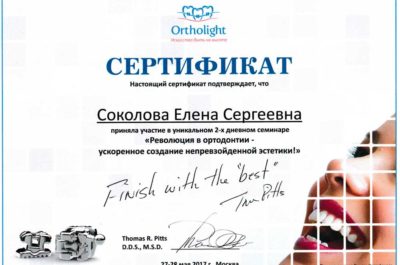 Ortholight
Искусство быть на высоте
СЕРТИФИКАТ
Настоящий сертификат подтверждает, что
Соколова Елена Сергеевна
приняла участие в уникальном 2-х дневном семинаре
«Революция в ортодонтии -
ускоренное создание непревзойденной эстетики!»
Finish with the "best"
Tom Pitts
Thomas R. Pitts
D.D.S., M.S.D.
27-28 мая 2017 г., Москва